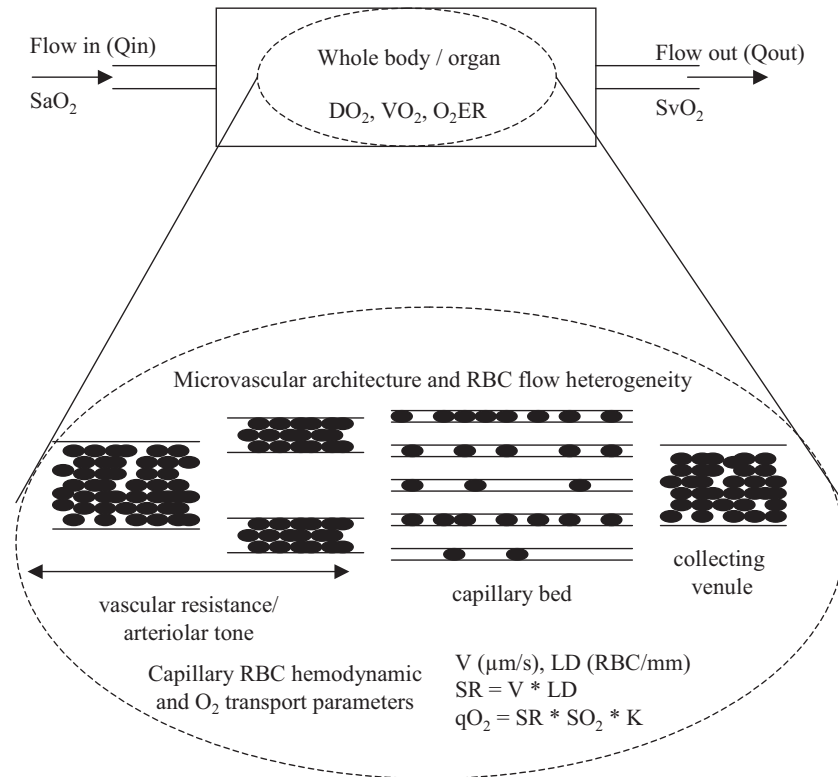 Flow in (Qin)
SaO₂
Whole body / organ
DO₂, VO₂, O₂ER
Flow out (Qout)
SvO₂
Microvascular architecture and RBC flow heterogeneity
vascular resistance/
arteriolar tone
capillary bed
collecting
venule
Capillary RBC hemodynamic
and O₂ transport parameters
V (µm/s), LD (RBC/mm)
SR = V * LD
qO₂ = SR * SO₂ * K